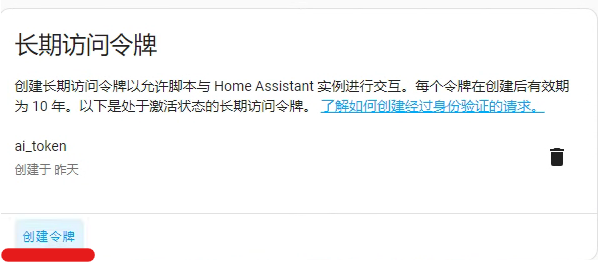 长期访问令牌
创建长期访问令牌以允许脚本与 Home Assistant 实例进行交互。每个令牌在创建后有效期
为 10 年。以下是处于激活状态的长期访问令牌。 了解如何创建经过身份验证的请求。
ai_token
创建于 昨天
创建令牌